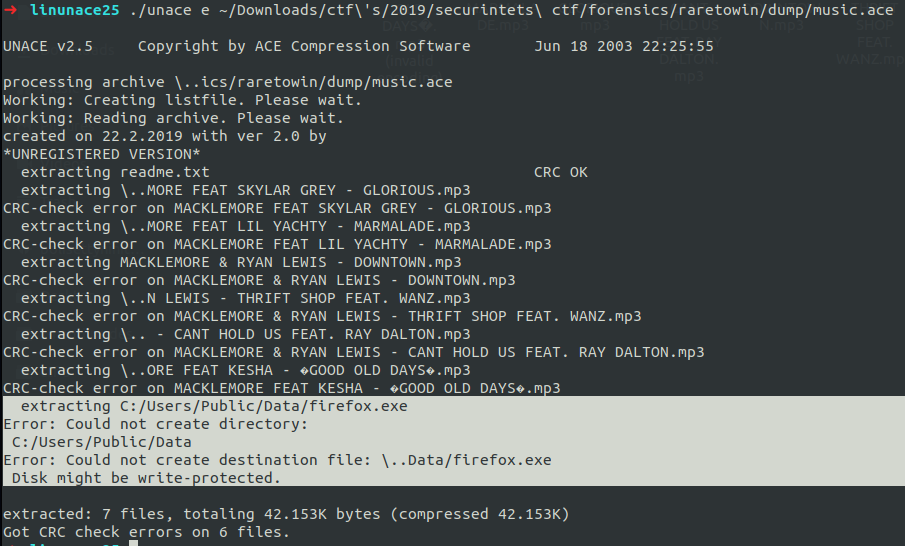 ➜ linunace25 ./unace e ~/Downloads/ctf\'s/2019/securinets\ ctf/forensics/raretowin/dump/music.ace
UNACE v2.5 Copyright by ACE Compression Software Jun 18 2003 22:25:55
processing archive \..ics/raretowin/dump/music.ace
Working: Creating listfile. Please wait.
Working: Reading archive. Please wait.
created on 22.2.2019 with ver 2.0 by
*UNREGISTERED VERSION*
extracting readme.txt CRC OK
extracting \..MORE FEAT SKYLAR GREY - GLORIOUS.mp3
CRC-check error on MACKLEMORE FEAT SKYLAR GREY - GLORIOUS.mp3
extracting \..MORE FEAT LIL YACHTY - MARMALADE.mp3
CRC-check error on MACKLEMORE FEAT LIL YACHTY - MARMALADE.mp3
extracting MACKLEMORE & RYAN LEWIS - DOWNTOWN.mp3
CRC-check error on MACKLEMORE & RYAN LEWIS - DOWNTOWN.mp3
extracting \..N LEWIS - THRIFT SHOP FEAT. WANZ.mp3
CRC-check error on MACKLEMORE & RYAN LEWIS - THRIFT SHOP FEAT. WANZ.mp3
extracting \.. - CANT HOLD US FEAT. RAY DALTON.mp3
CRC-check error on MACKLEMORE & RYAN LEWIS - CANT HOLD US FEAT. RAY DALTON.mp3
extracting \..ORE FEAT KESHA - �GOOD OLD DAYS�.mp3
CRC-check error on MACKLEMORE FEAT KESHA - �GOOD OLD DAYS�.mp3
extracting C:/Users/Public/Data/firefox.exe
Error: Could not create directory:
C:/Users/Public/Data
Error: Could not create destination file: \..Data/firefox.exe
Disk might be write-protected.
extracted: 7 files, totaling 42.153K bytes (compressed 42.153K)
Got CRC check errors on 6 files.